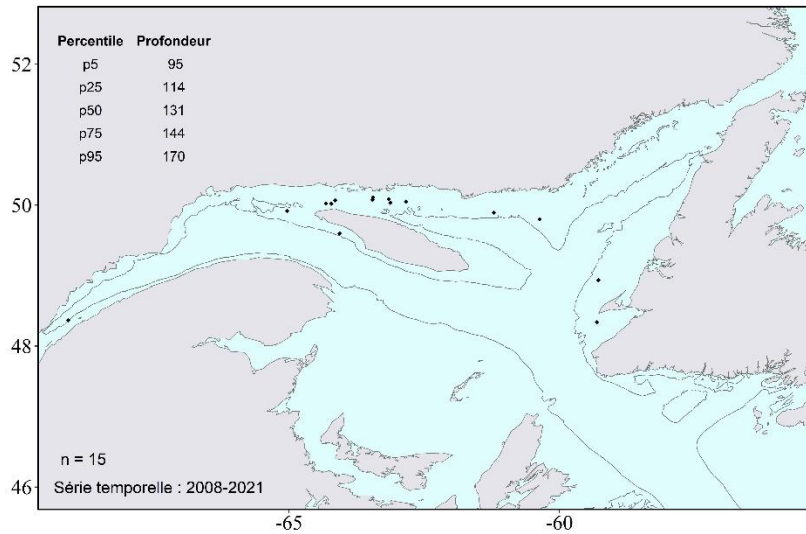 Percentile Profondeur
p5 95
p25 114
p50 131
p75 144
p95 170
52
50
48
46
n = 15
Série temporelle : 2008-2021
-65 -60